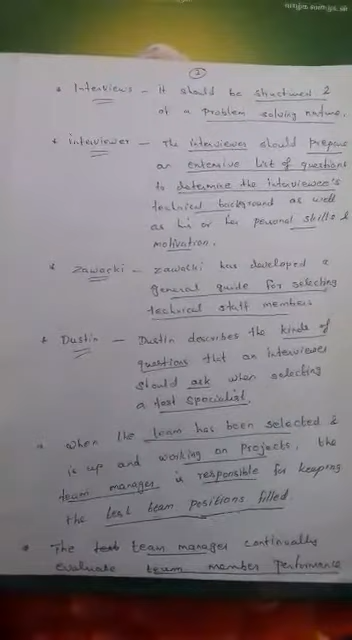 2
* Interviews - It should be structured &
of a problem solving nature.
* interviewer - The interviewer should prepare
an extensive list of questions
to determine the interviewee's
technical background as well
as his or her personal skills &
motivation.
* Zawacki - zawacki has developed a
general guide for selecting
technical staff members
* Dustin - Dustin describes the kinds of
questions that an interviewer
should ask when selecting
a test specialist.
* when the team has been selected &
is up and working on projects, the
team manager is responsible for keeping
the test team positions filled.
* The test team manager continually
evaluate team member performance